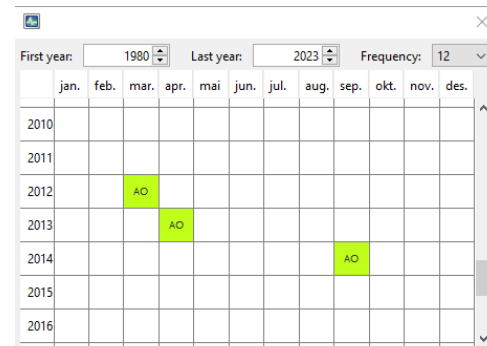 First year: 1980 Last year: 2023 Frequency: 12
jan. feb. mar. apr. mai jun. jul. aug. sep. okt. nov. des.
2010
2011
2012 AO
2013 AO
2014 AO
2015
2016